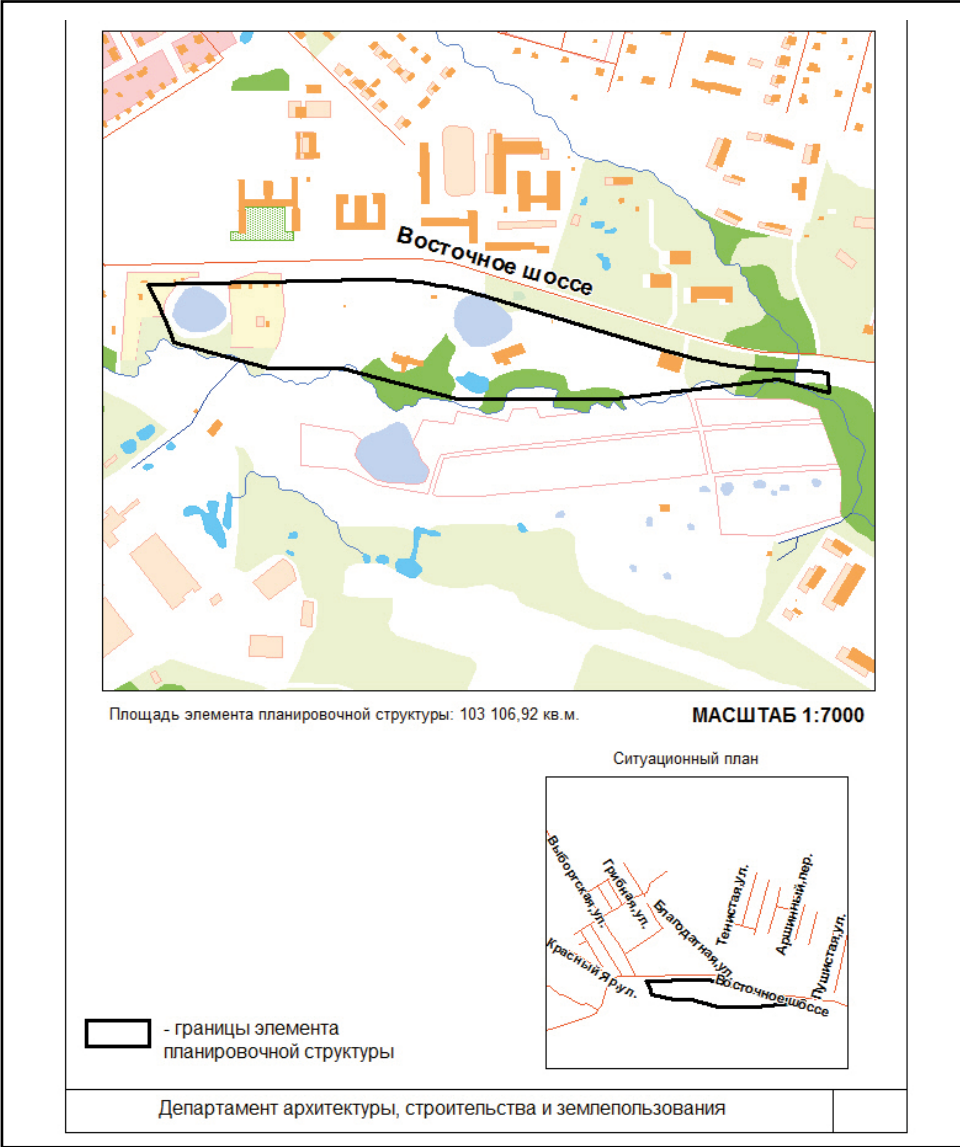 Восточное шоссе
Площадь элемента планировочной структуры: 103 106,92 кв.м.
МАСШТАБ 1:7000
Ситуационный план
Выборгская,ул.
Грибная,ул.
Благодатная,ул.
Тенистая,ул.
Аршинный,пер.
Пушистая,ул.
Красный Яр,ул.
Восточное шоссе
- границы элемента
планировочной структуры
Департамент архитектуры, строительства и землепользования